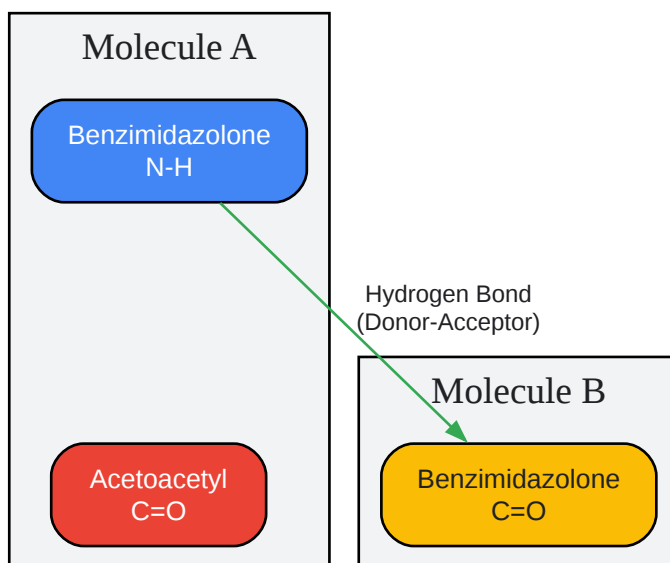 Molecule A
Benzimidazolone
N-H
Hydrogen Bond
(Donor-Acceptor)
Molecule B
Acetoacetyl
C=O
Benzimidazolone
C=O